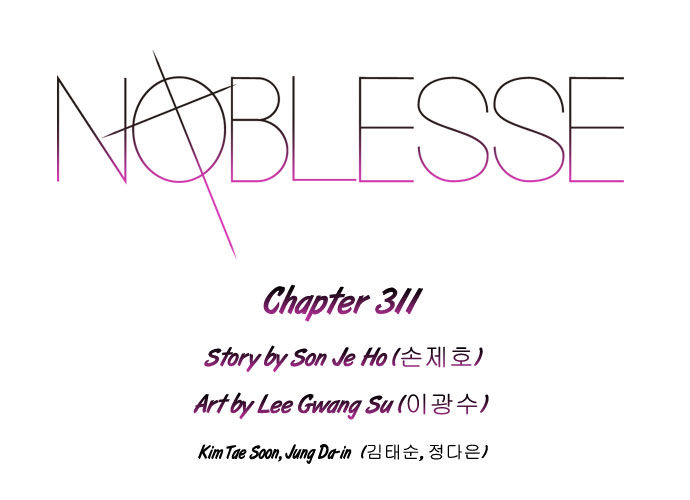 NOBLESSE
Chapter 311
Story by Son Je Ho (손제호)
Art by Lee Gwang Su (이광수)
Kim Tae Soon, Jung Da-in (김태순, 정다은)